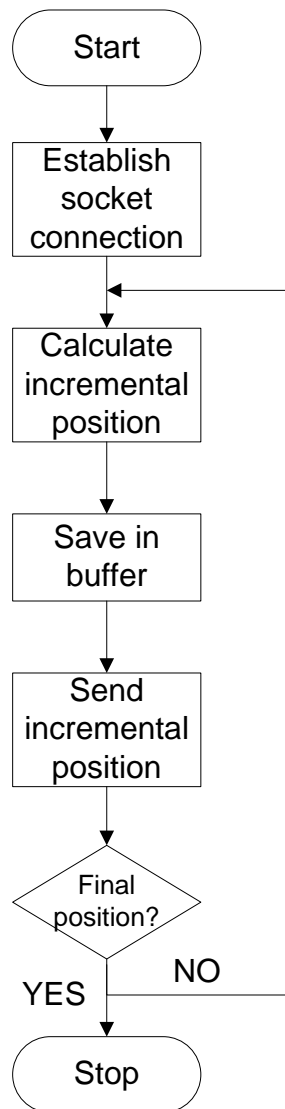 Start
Establish
socket
connection
Calculate
incremental
position
Save in
buffer
Send
incremental
position
Final
position?
NO
YES
Stop